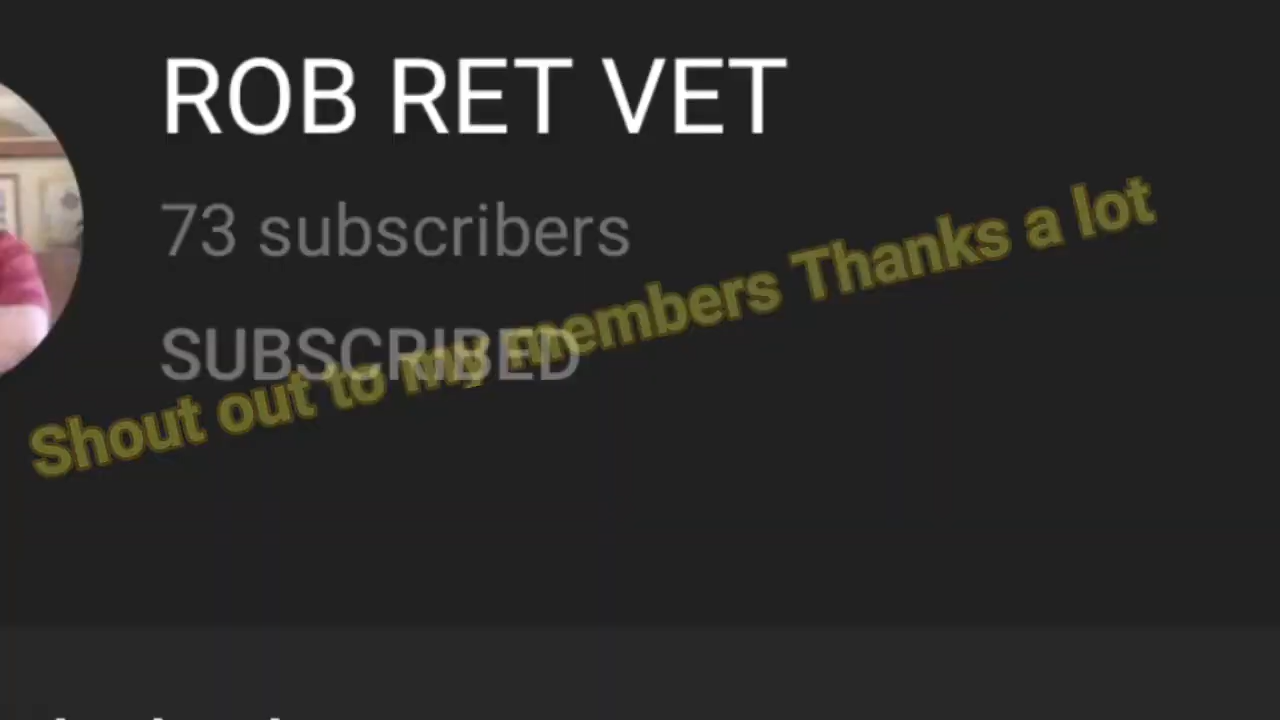 ROB RET VET
73 subscribers
SUBSCRIBED
Shout out to my members Thanks a lot